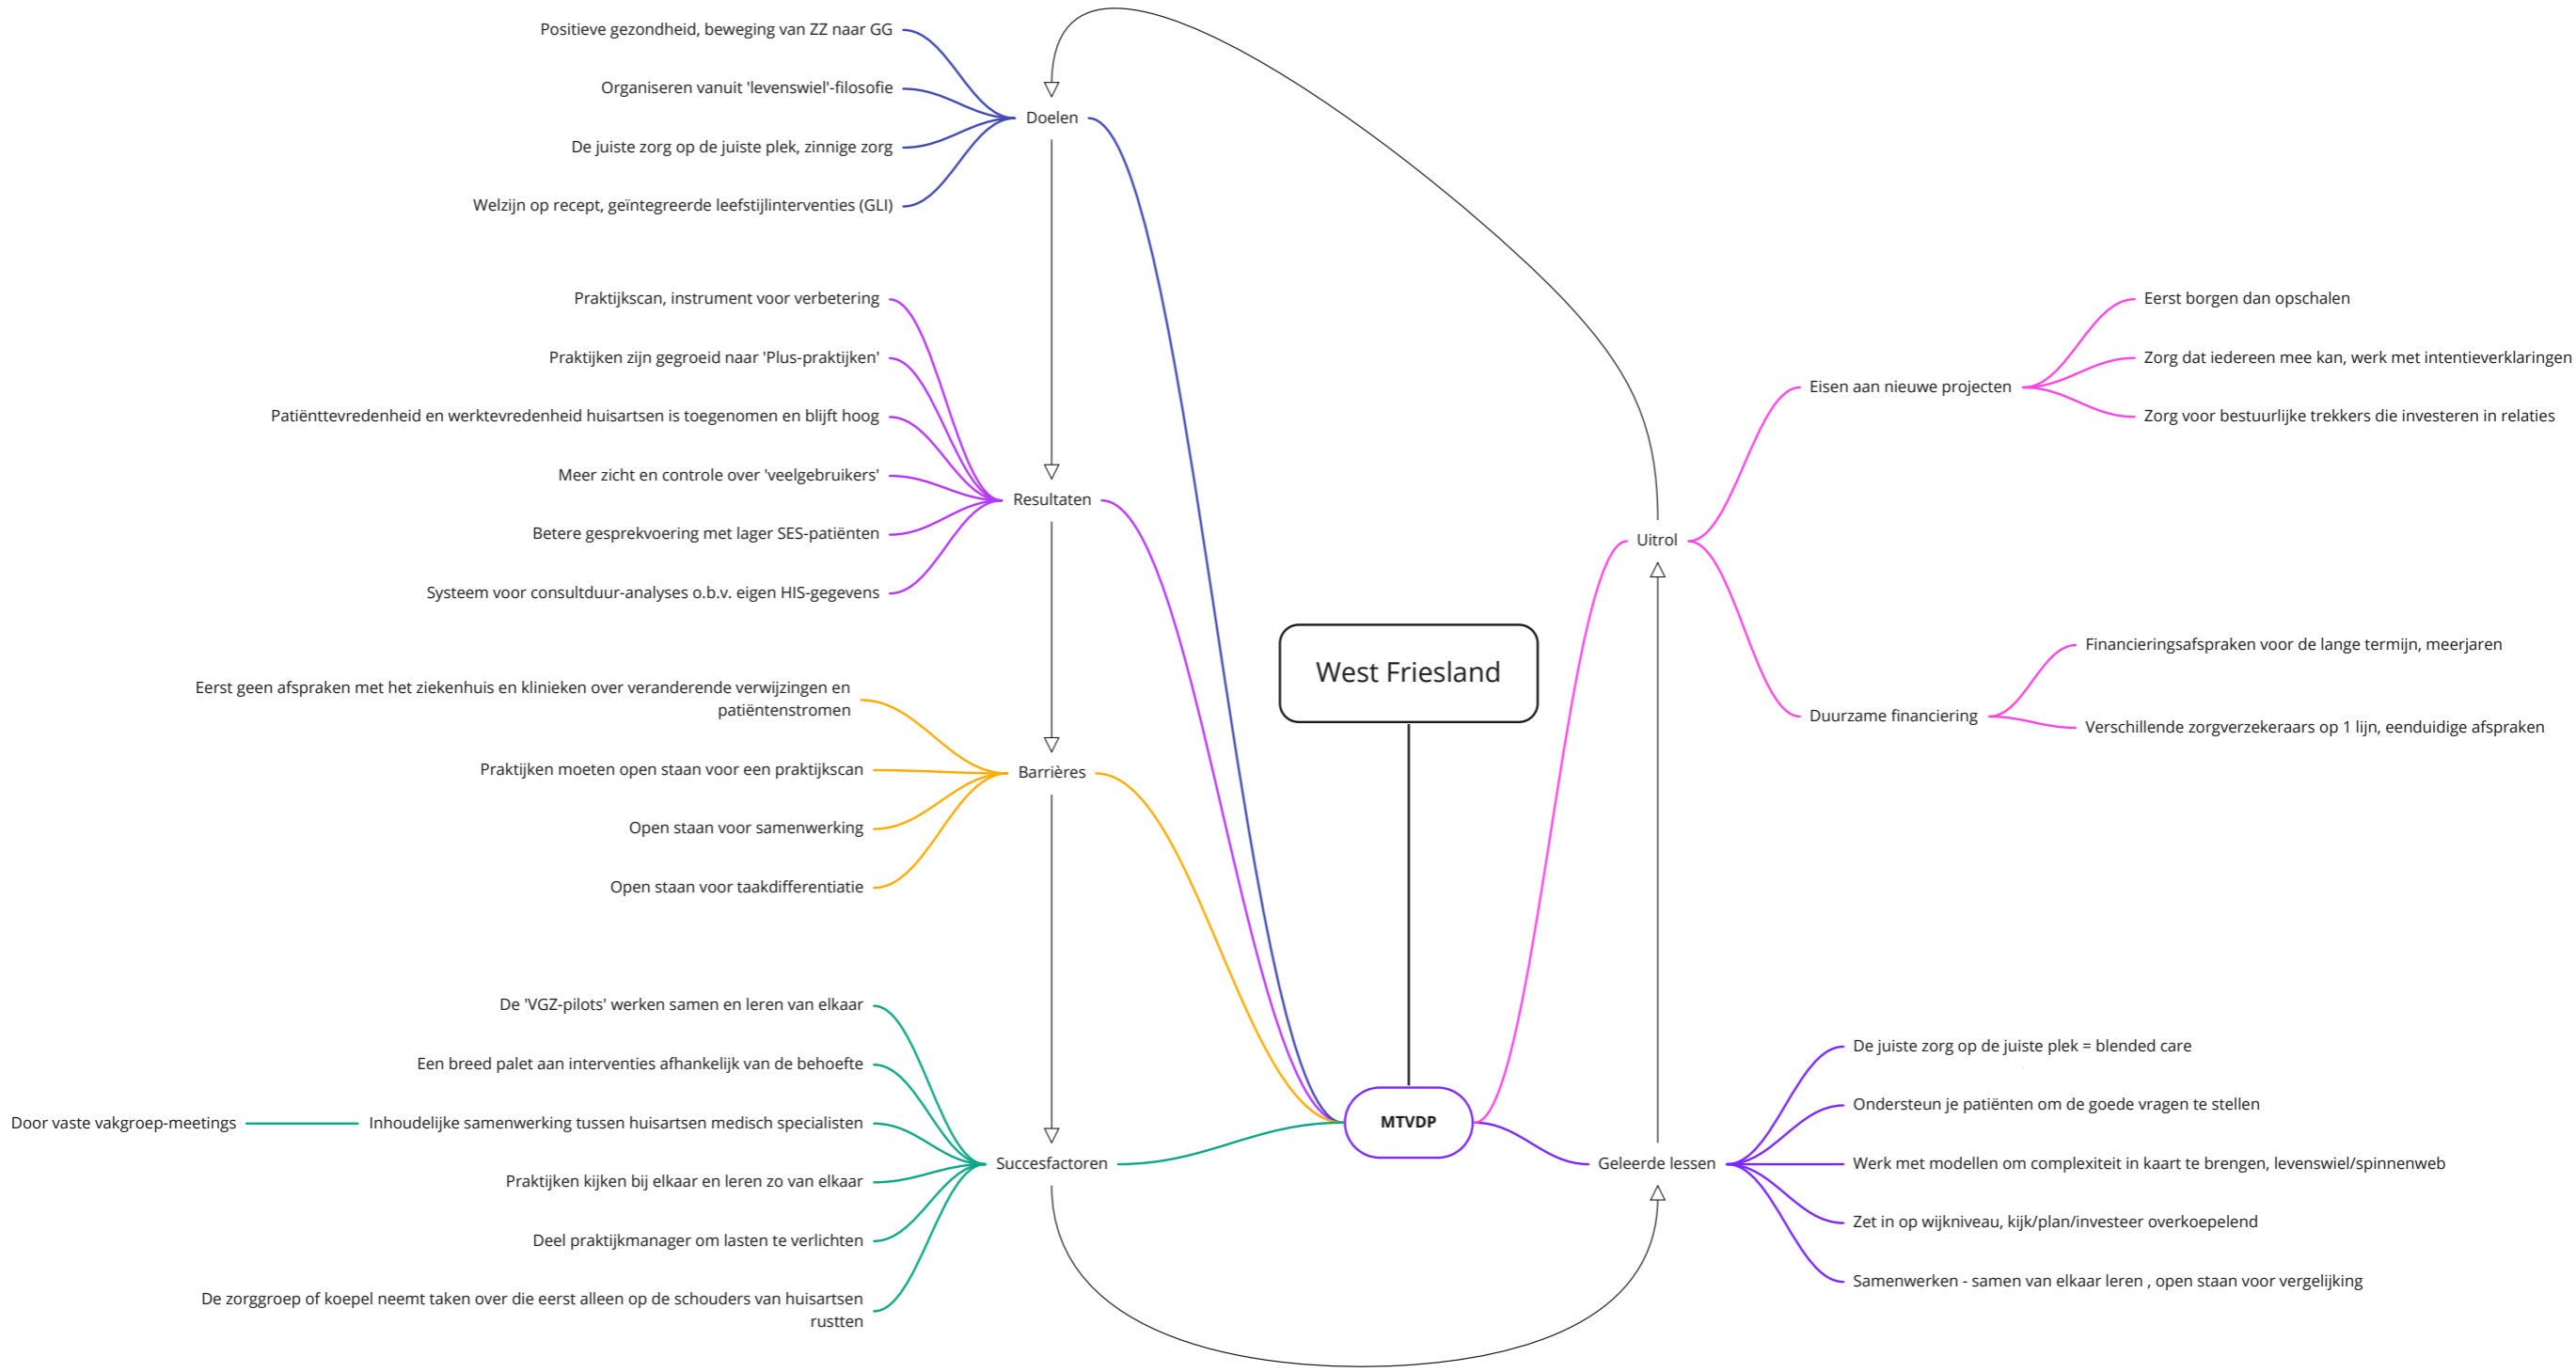 Positieve gezondheid, beweging van ZZ naar GG
Organiseren vanuit 'levenswiel'-filosofie
Doelen
De juiste zorg op de juiste plek, zinnige zorg
Welzijn op recept, geïntegreerde leefstijlinterventies (GLI)
Praktijkscan, instrument voor verbetering
Praktijken zijn gegroeid naar 'Plus-praktijken'
Patiënttevredenheid en werktevredenheid huisartsen is toegenomen en blijft hoog
Meer zicht en controle over 'veelgebruikers'
Resultaten
Betere gesprekvoering met lager SES-patiënten
Systeem voor consultduur-analyses o.b.v. eigen HIS-gegevens
Eerst geen afspraken met het ziekenhuis en klinieken over veranderende verwijzingen en
patiëntenstromen
Praktijken moeten open staan voor een praktijkscan
Barrières
Open staan voor samenwerking
Open staan voor taakdifferentiatie
De 'VGZ-pilots' werken samen en leren van elkaar
Een breed palet aan interventies afhankelijk van de behoefte
Door vaste vakgroep-meetings
Inhoudelijke samenwerking tussen huisartsen medisch specialisten
Succesfactoren
Praktijken kijken bij elkaar en leren zo van elkaar
Deel praktijkmanager om lasten te verlichten
De zorggroep of koepel neemt taken over die eerst alleen op de schouders van huisartsen
rustten
West Friesland
MTVDP
Eerst borgen dan opschalen
Zorg dat iedereen mee kan, werk met intentieverklaringen
Eisen aan nieuwe projecten
Zorg voor bestuurlijke trekkers die investeren in relaties
Uitrol
Financieringsafspraken voor de lange termijn, meerjaren
Duurzame financiering
Verschillende zorgverzekeraars op 1 lijn, eenduidige afspraken
De juiste zorg op de juiste plek = blended care
Ondersteun je patiënten om de goede vragen te stellen
Geleerde lessen
Werk met modellen om complexiteit in kaart te brengen, levenswiel/spinnenweb
Zet in op wijkniveau, kijk/plan/investeer overkoepelend
Samenwerken - samen van elkaar leren , open staan voor vergelijking